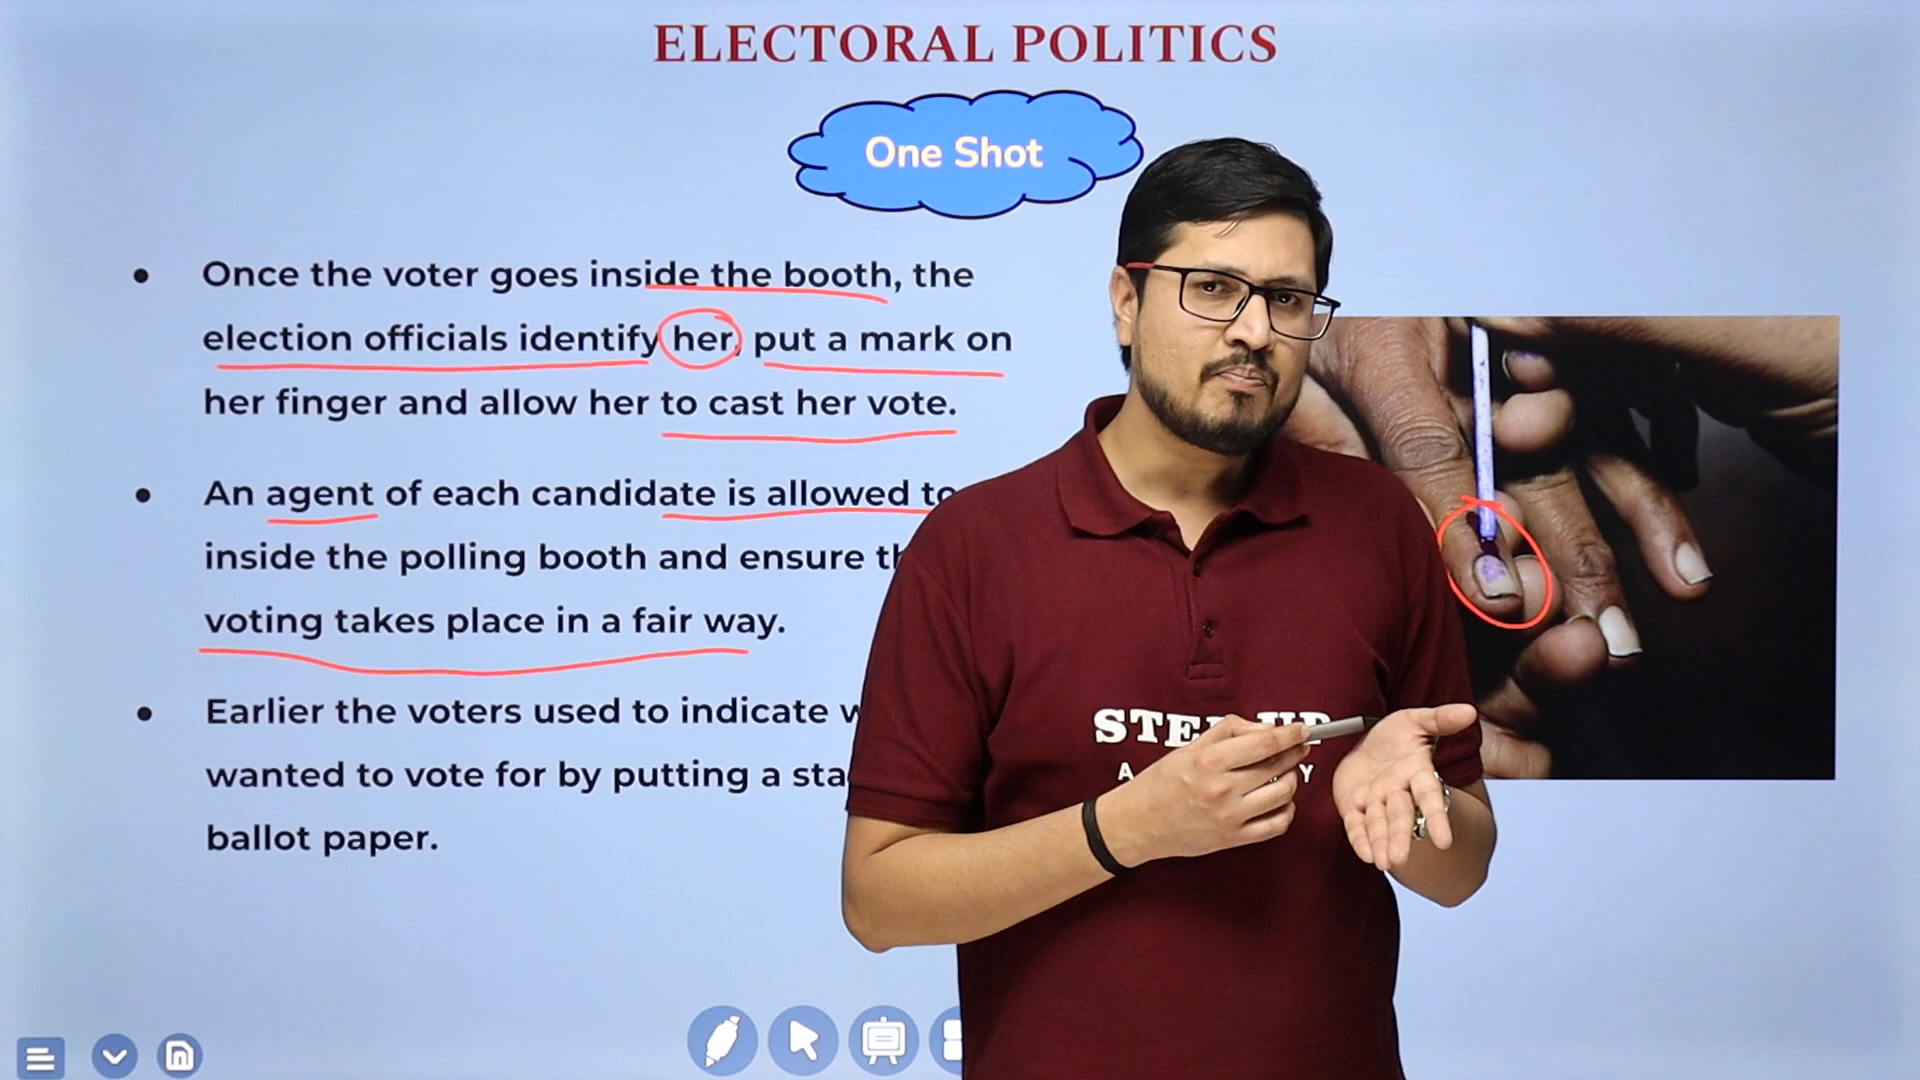 ELECTORAL POLITICS
One Shot
Once the voter goes inside the booth, the
election officials identify her, put a mark on
her finger and allow her to cast her vote.
An agent of each candidate is allowed to
inside the polling booth and ensure
voting takes place in a fair way.
Earlier the voters used to indicate
wanted to vote for by putting a
ballot paper.